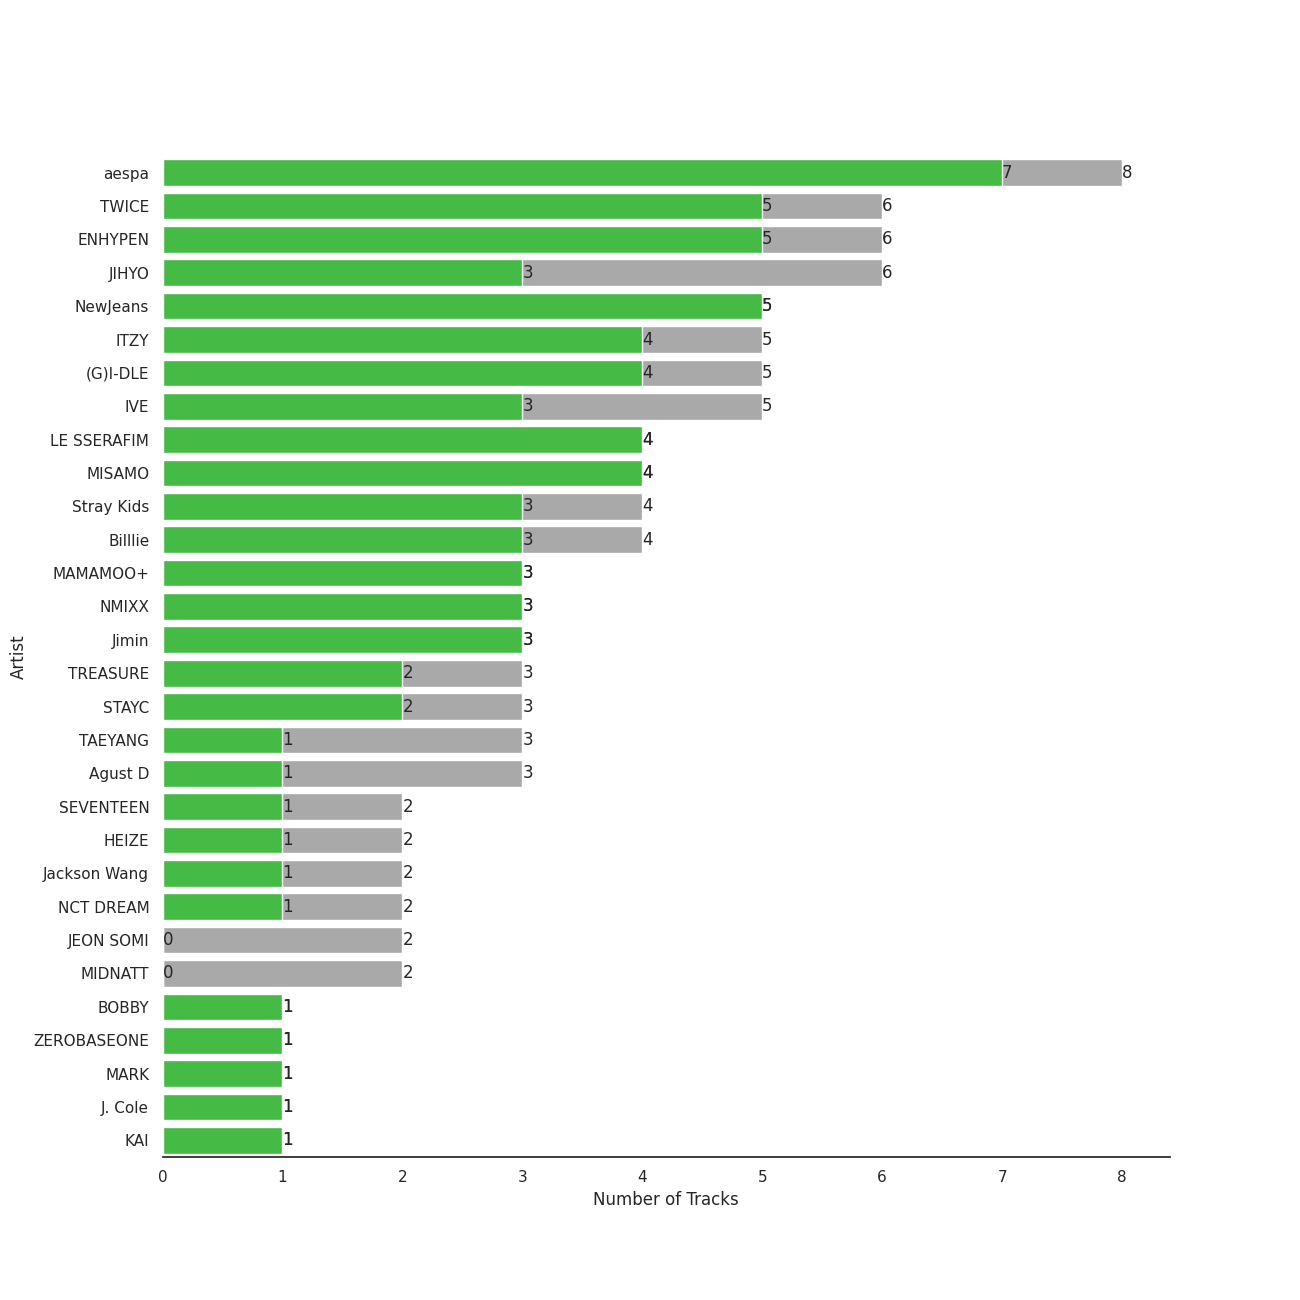 aespa 7 8
TWICE 5 6
ENHYPEN 5 6
JIHYO 3 6
NewJeans 5
ITZY 4 5
(G)I-DLE 4 5
IVE 3 5
LE SSERAFIM 4
MISAMO 4
Stray Kids 3 4
Billlie 3 4
MAMAMOO+ 3
NMIXX 3
Jimin 3
TREASURE 2 3
STAYC 2 3
TAEYANG 1 3
Agust D 1 3
SEVENTEEN 1 2
HEIZE 1 2
Jackson Wang 1 2
NCT DREAM 1 2
JEON SOMI 0 2
MIDNATT 0 2
BOBBY 1
ZEROBASEONE 1
MARK 1
J. Cole 1
KAI 1
0 1 2 3 4 5 6 7 8
Number of Tracks
Artist